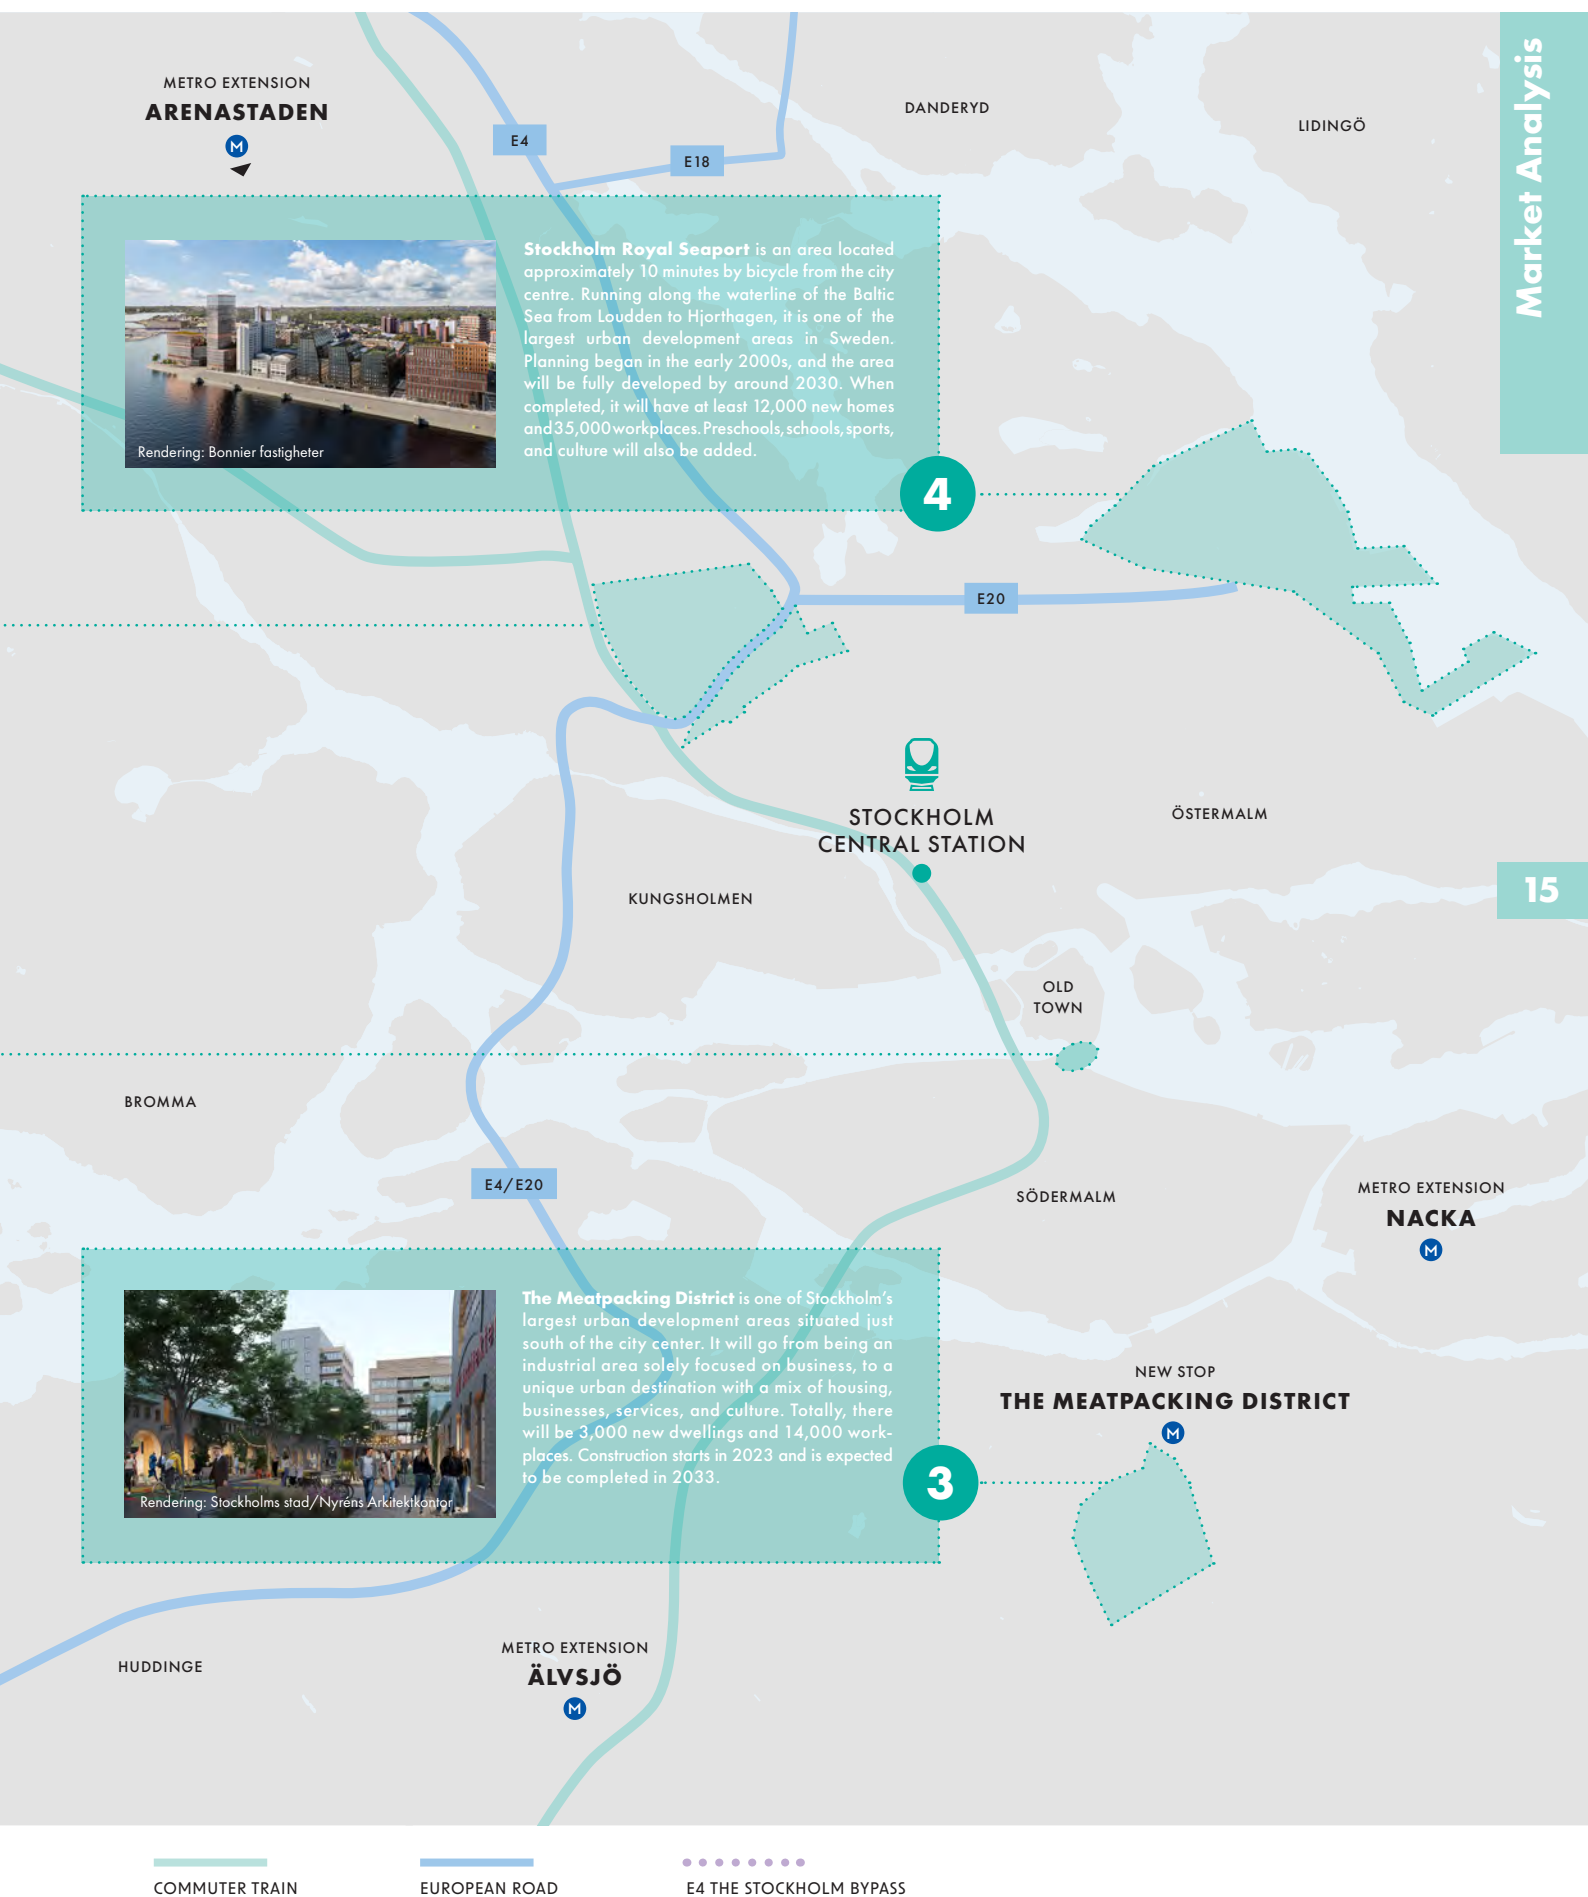 Market Analysis
METRO EXTENSION
ARENASTADEN
M
E4
E18
DANDERYD
LIDINGÖ
Stockholm Royal Seaport is an area located
approximately 10 minutes by bicycle from the city
centre. Running along the waterline of the Baltic
Sea from Loudden to Hjorthagen, it is one of the
largest urban development areas in Sweden.
Planning began in the early 2000s, and the area
will be fully developed by around 2030. When
completed, it will have at least 12,000 new homes
and 35,000 workplaces. Preschools, schools, sports,
and culture will also be added.
Rendering: Bonnier fastigheter
4
E20
STOCKHOLM
CENTRAL STATION
ÖSTERMALM
KUNGSHOLMEN
15
OLD
TOWN
BROMMA
E4/E20
SÖDERMALM
METRO EXTENSION
NACKA
M
The Meatpacking District is one of Stockholm's
largest urban development areas situated just
south of the city center. It will go from being an
industrial area solely focused on business, to a
unique urban destination with a mix of housing,
businesses, services, and culture. Totally, there
will be 3,000 new dwellings and 14,000 work-
places. Construction starts in 2023 and is expected
to be completed in 2033.
Rendering: Stockholms stad/Nyréns Arkitektkontor
3
NEW STOP
THE MEATPACKING DISTRICT
M
HUDDINGE
METRO EXTENSION
ÄLVSJÖ
M
COMMUTER TRAIN
EUROPEAN ROAD
E4 THE STOCKHOLM BYPASS